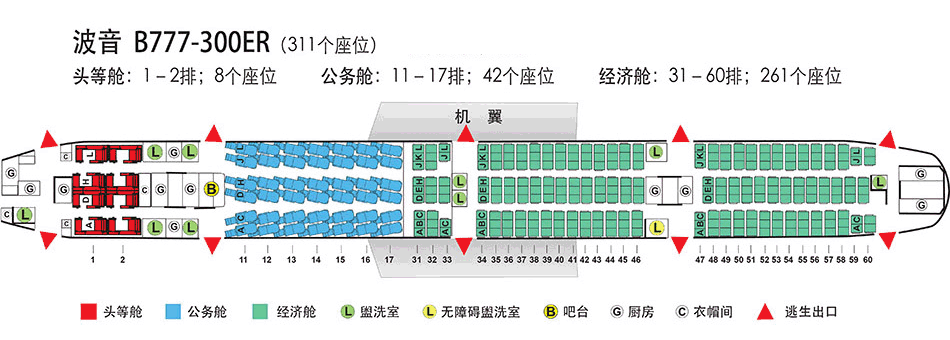 波音 B777-300ER (311个座位)
头等舱：1－2排；8个座位 公务舱：11－17排；42个座位 经济舱：31－60排；261个座位
机翼
C L L G L J L J K L J L J K L L J K L J L
G G G D H C G G B D H D E H L L D E H G G D E H L G G G
C L A L G L A C A B C A C A B C L A B C A C
1 2 11 12 13 14 15 16 17 31 32 33 34 35 36 37 38 39 40 41 42 43 44 45 46 47 48 49 50 51 52 53 54 55 56 57 58 59 60
头等舱 公务舱 经济舱 L 盥洗室 L 无障碍盥洗室 B 吧台 G 厨房 C 衣帽间 逃生出口